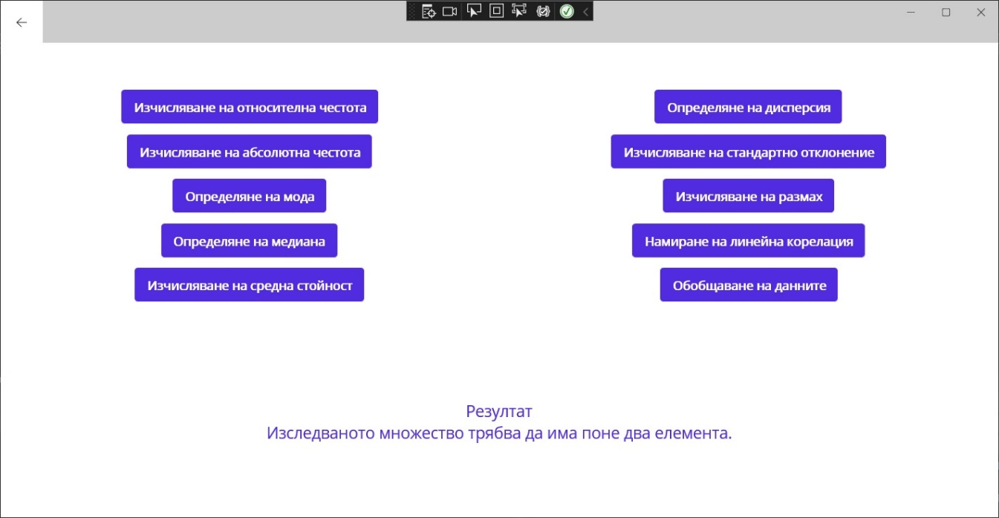 Изчисляване на относителна честота
Изчисляване на абсолютна честота
Определяне на мода
Определяне на медиана
Изчисляване на средна стойност
Определяне на дисперсия
Изчисляване на стандартно отклонение
Изчисляване на размах
Намиране на линейна корелация
Обобщаване на данните
Резултат
Изследваното множество трябва да има поне два елемента.